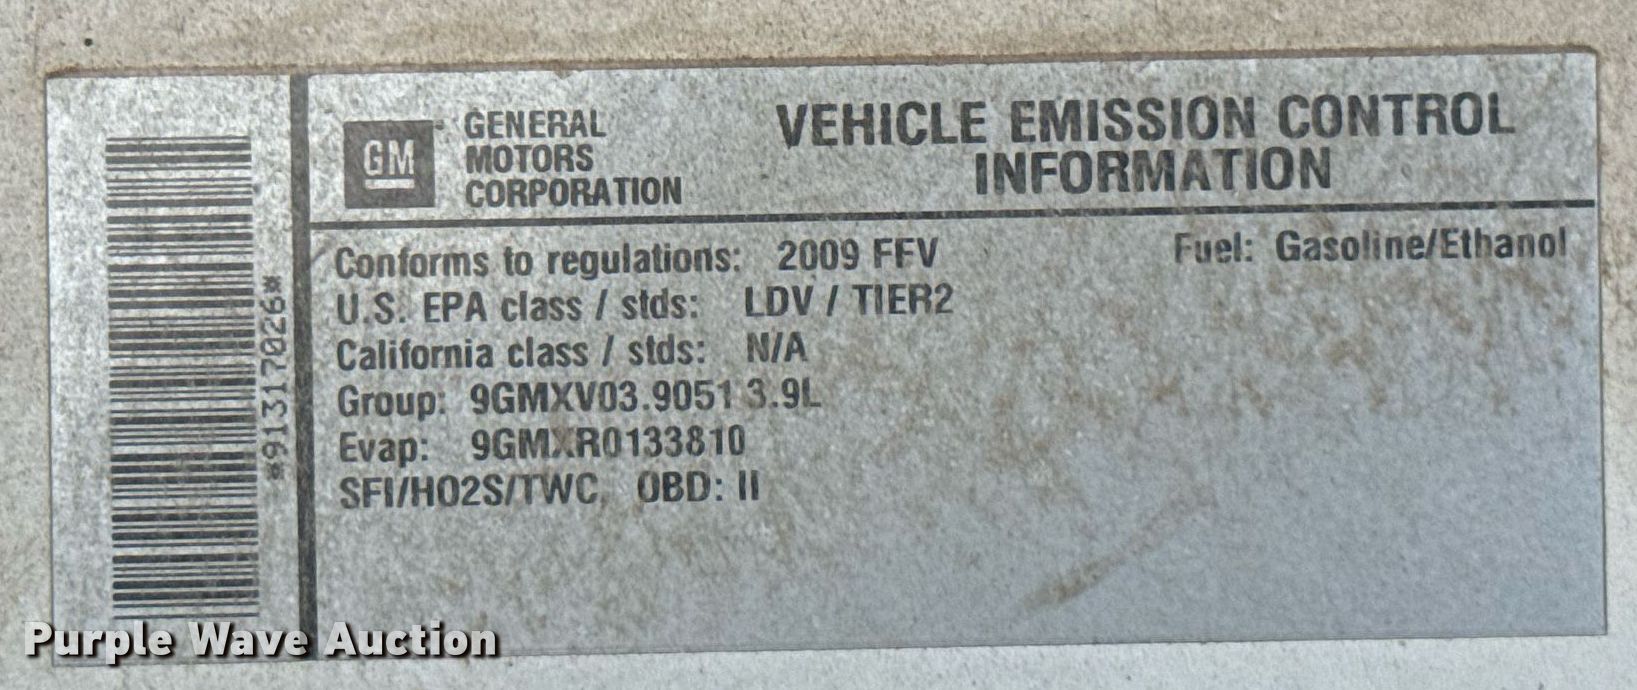 *913170026*
GM
GENERAL
MOTORS
CORPORATION
VEHICLE EMISSION CONTROL
INFORMATION
Conforms to regulations: 2009 FFV
Fuel: Gasoline/Ethanol
U.S. EPA class / stds: LDV / TIER2
California class / stds: N/A
Group: 9GMXV03.9051 3.9L
Evap: 9GMXR0133810
SFI/HO2S/TWC, OBD: II
Purple Wave Auction